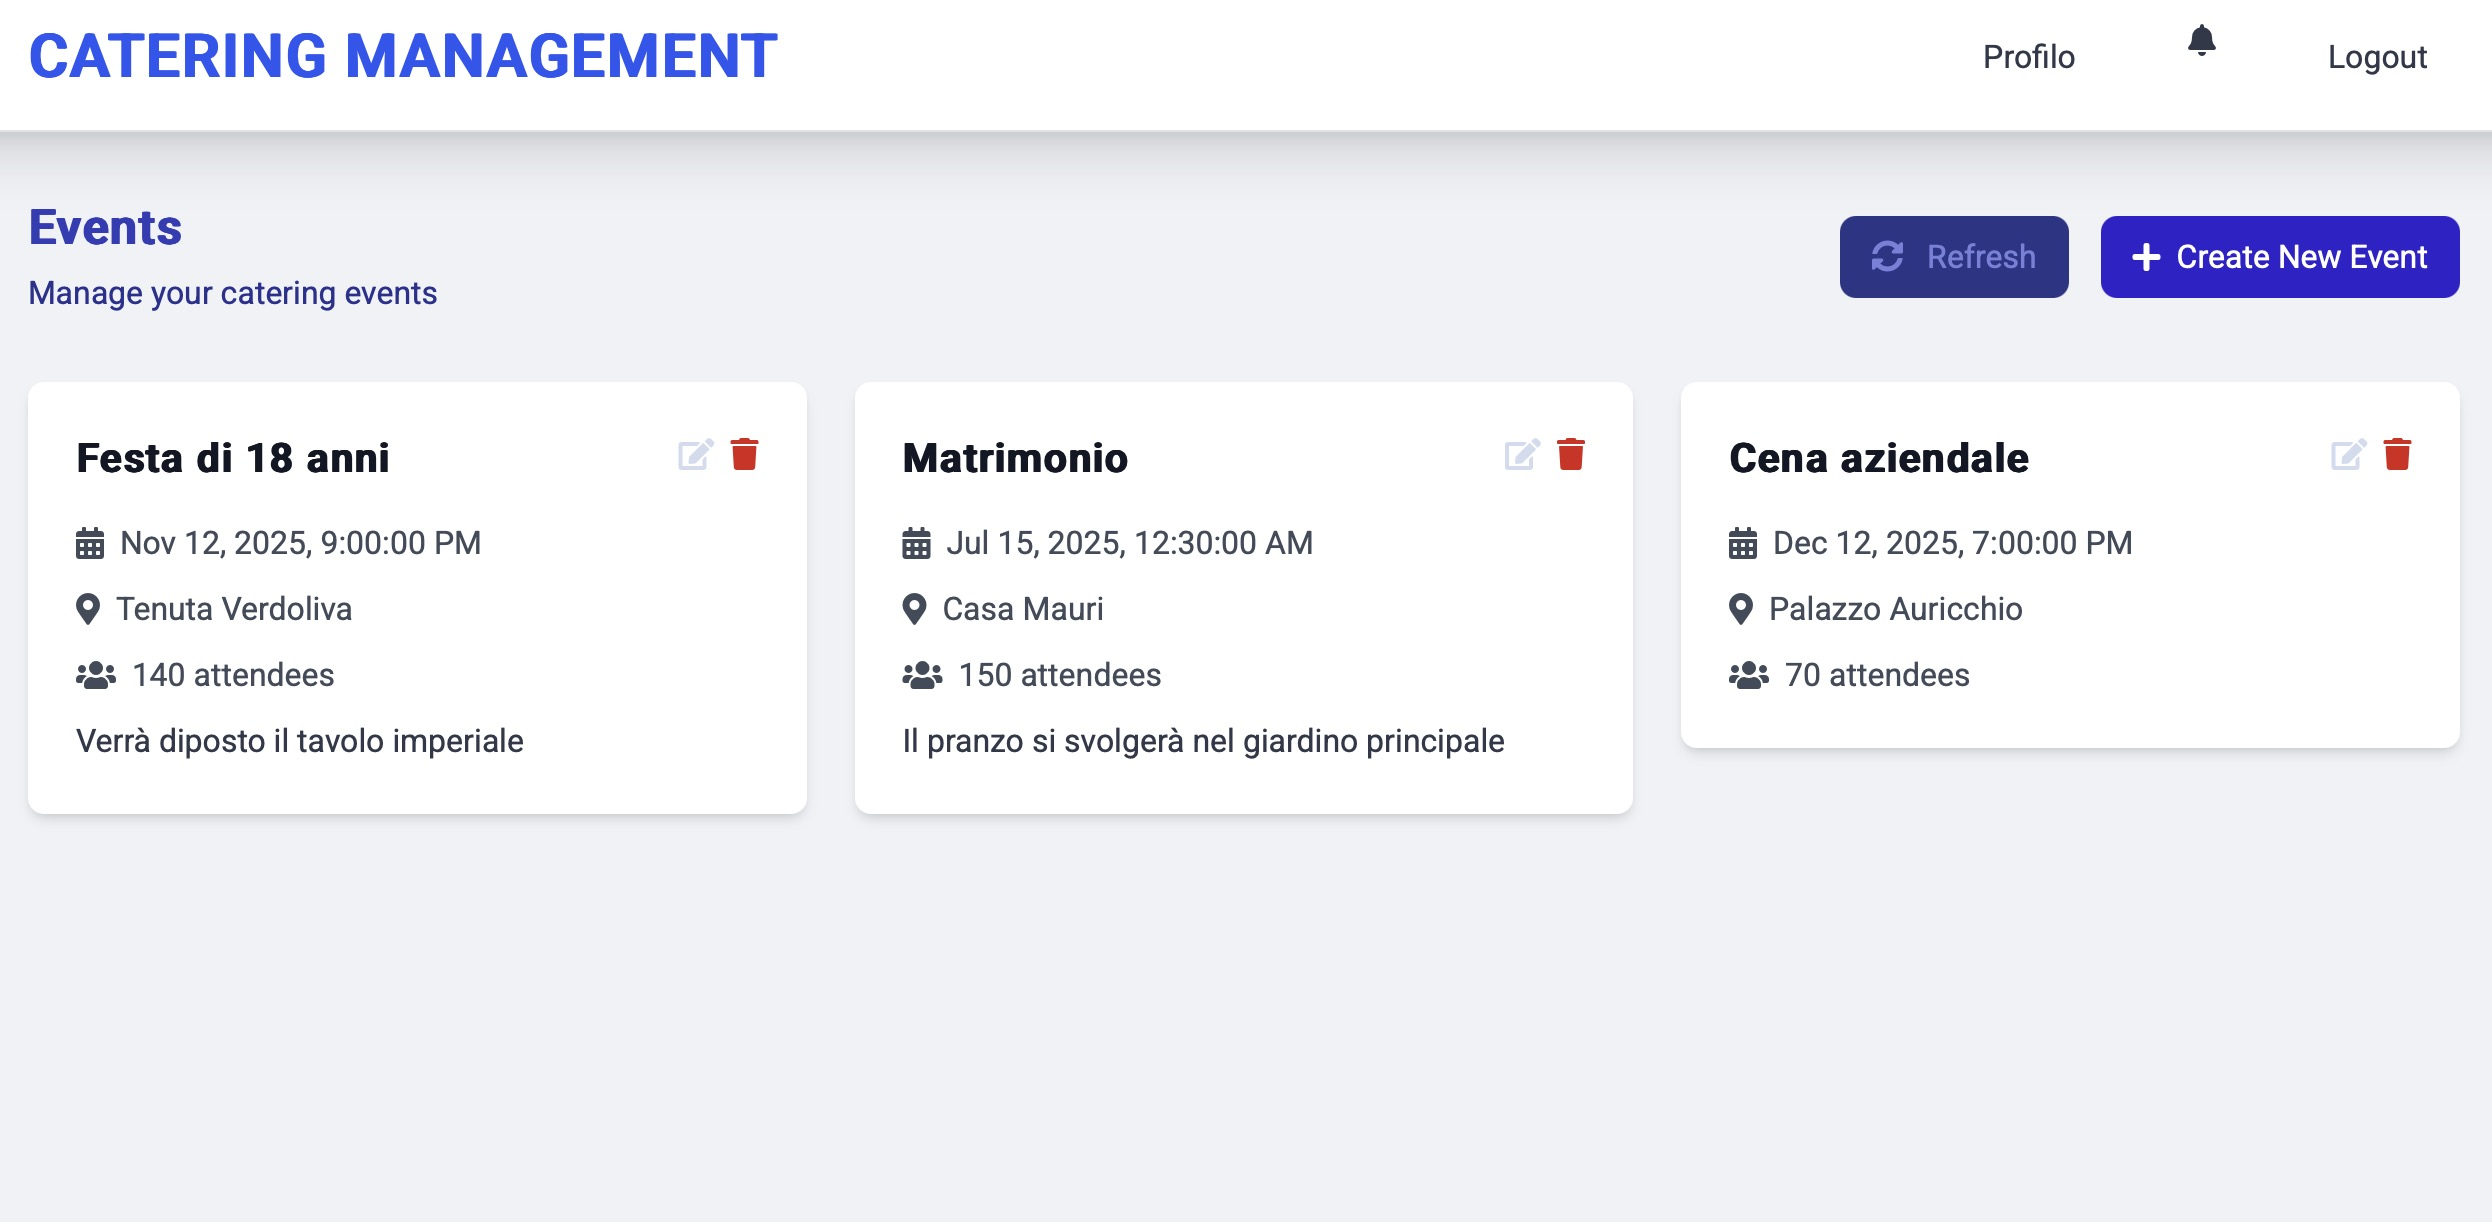 CATERING MANAGEMENT
Profilo
Logout
Events
Manage your catering events
Refresh
Create New Event
Festa di 18 anni
Nov 12, 2025, 9:00:00 PM
Tenuta Verdoliva
140 attendees
Verrà diposto il tavolo imperiale
Matrimonio
Jul 15, 2025, 12:30:00 AM
Casa Mauri
150 attendees
Il pranzo si svolgerà nel giardino principale
Cena aziendale
Dec 12, 2025, 7:00:00 PM
Palazzo Auricchio
70 attendees